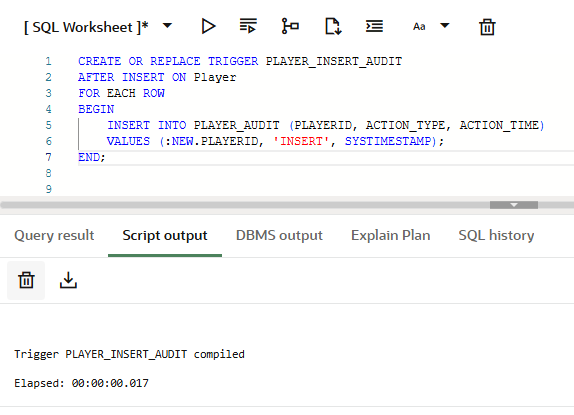 [ SQL Worksheet ]* Aa
1 CREATE OR REPLACE TRIGGER PLAYER_INSERT_AUDIT
2 AFTER INSERT ON Player
3 FOR EACH ROW
4 BEGIN
5 INSERT INTO PLAYER_AUDIT (PLAYERID, ACTION_TYPE, ACTION_TIME)
6 VALUES (:NEW.PLAYERID, 'INSERT', SYSTIMESTAMP);
7 END;
8
9
Query result Script output DBMS output Explain Plan SQL history
Trigger PLAYER_INSERT_AUDIT compiled
Elapsed: 00:00:00.017